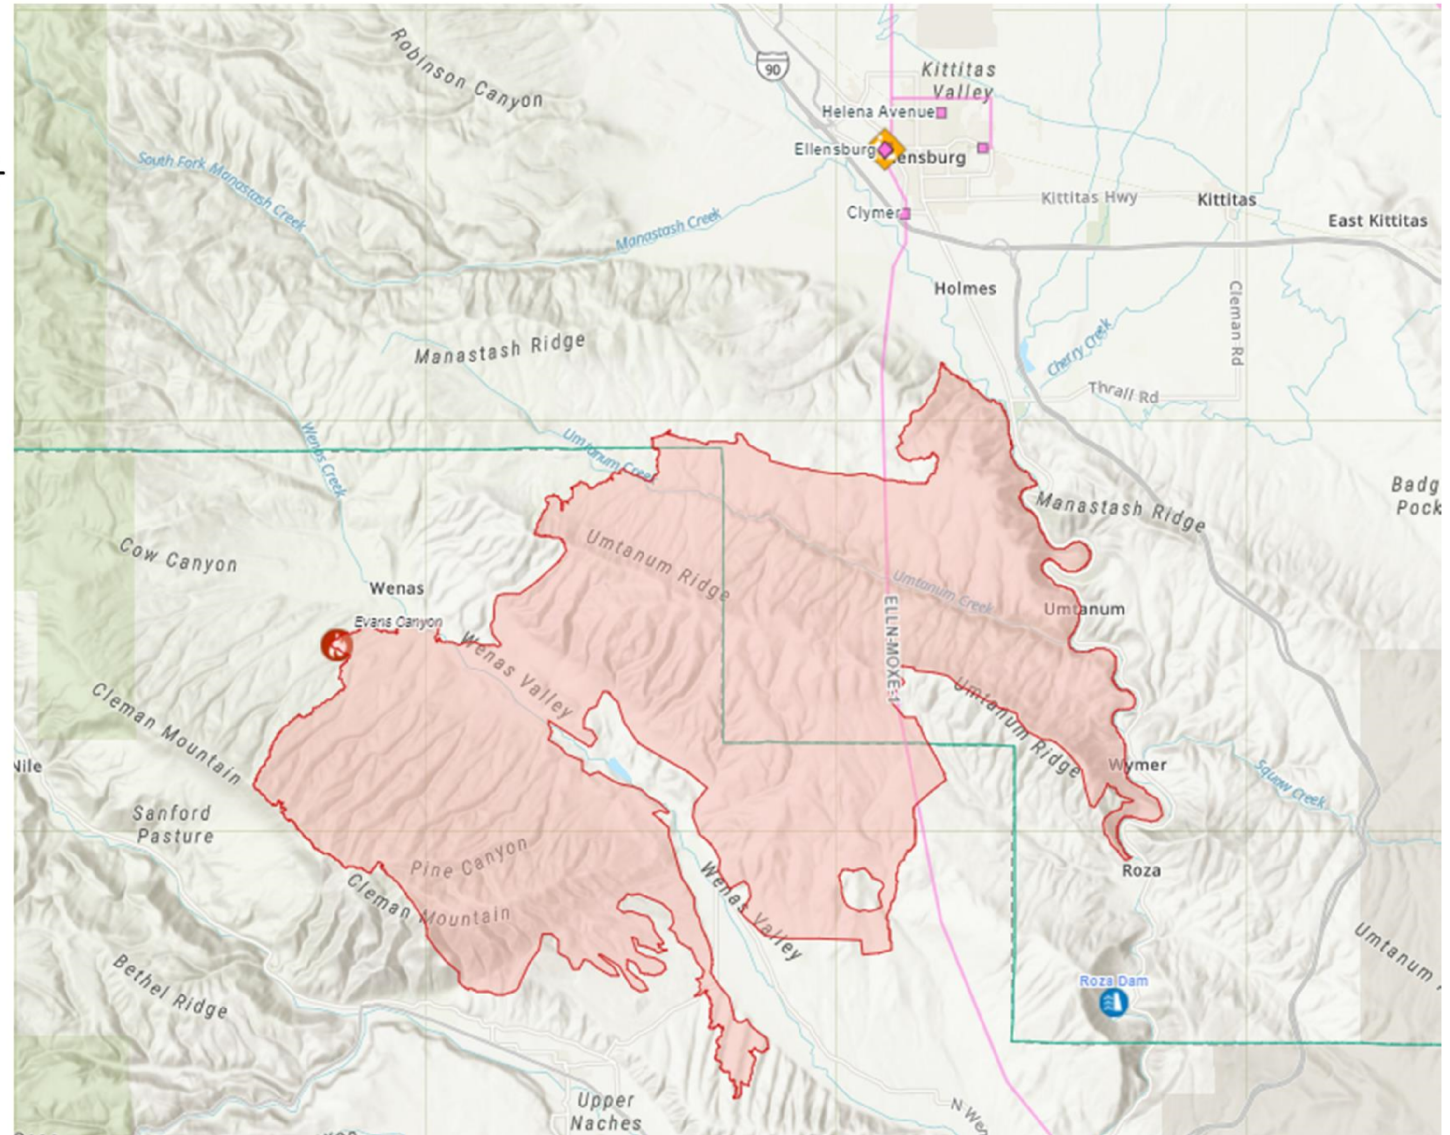 Robinson Canyon
90
Kittitas
Valley
Helena Avenue
Ellensburg
ensburg
South Fork Manastash Creek
Manastash Creek
Clymer
Kittitas Hwy
Kittitas
East Kittitas
Holmes
Cleman Rd
Cherry Creek
Manastash Ridge
Thrall Rd
Wenas Creek
Umtanum Creek
Badg
Pock
Manastash Ridge
Cow Canyon
Umtanum Ridge
Wenas
Umtanum Creek
Umtanum
ELLN-MOXE-1
Evans Canyon
Wenas Valley
Cleman Mountain
Umtanum Ridge
Nile
Wymer
Squaw Creek
Sanford
Pasture
Pine Canyon
Roza
Cleman Mountain
Wenas Valley
Umtanum
Bethel Ridge
Roza Dam
Upper
Naches
N Wen